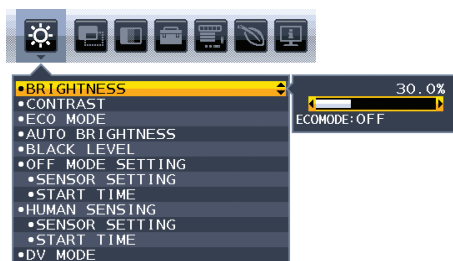 •BRIGHTNESS
30.0%
•CONTRAST
•ECO MODE
ECOMODE:OFF
•AUTO BRIGHTNESS
•BLACK LEVEL
•OFF MODE SETTING
•SENSOR SETTING
•START TIME
•HUMAN SENSING
•SENSOR SETTING
•START TIME
•DV MODE